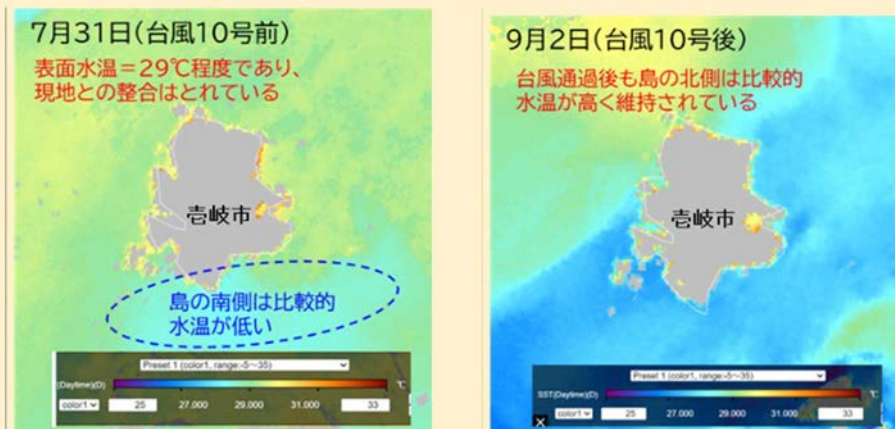 7月31日(台風10号前)
表面水温=29℃程度であり、
現地との整合はとれている
壱岐市
島の南側は比較的
水温が低い
Preset 1 (color1, range:-5~35)
(Daytime)(D)
℃
color1 25 27.000 29.000 31.000 33
9月2日(台風10号後)
台風通過後も島の北側は比較的
水温が高く維持されている
壱岐市
Preset 1 (color1, range:-5~35)
SST(Daytime)(D)
℃
color1 25 27.000 29.000 31.000 33